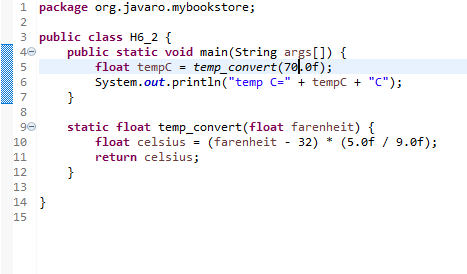 1 package org.javaro.mybookstore;
2
3 public class H6_2 {
4 public static void main(String args[]) {
5 float tempC = temp_convert(70.0f);
6 System.out.println("temp C=" + tempC + "C");
7 }
8
9 static float temp_convert(float farenheit) {
10 float celsius = (farenheit - 32) * (5.0f / 9.0f);
11 return celsius;
12 }
13
14 }
15